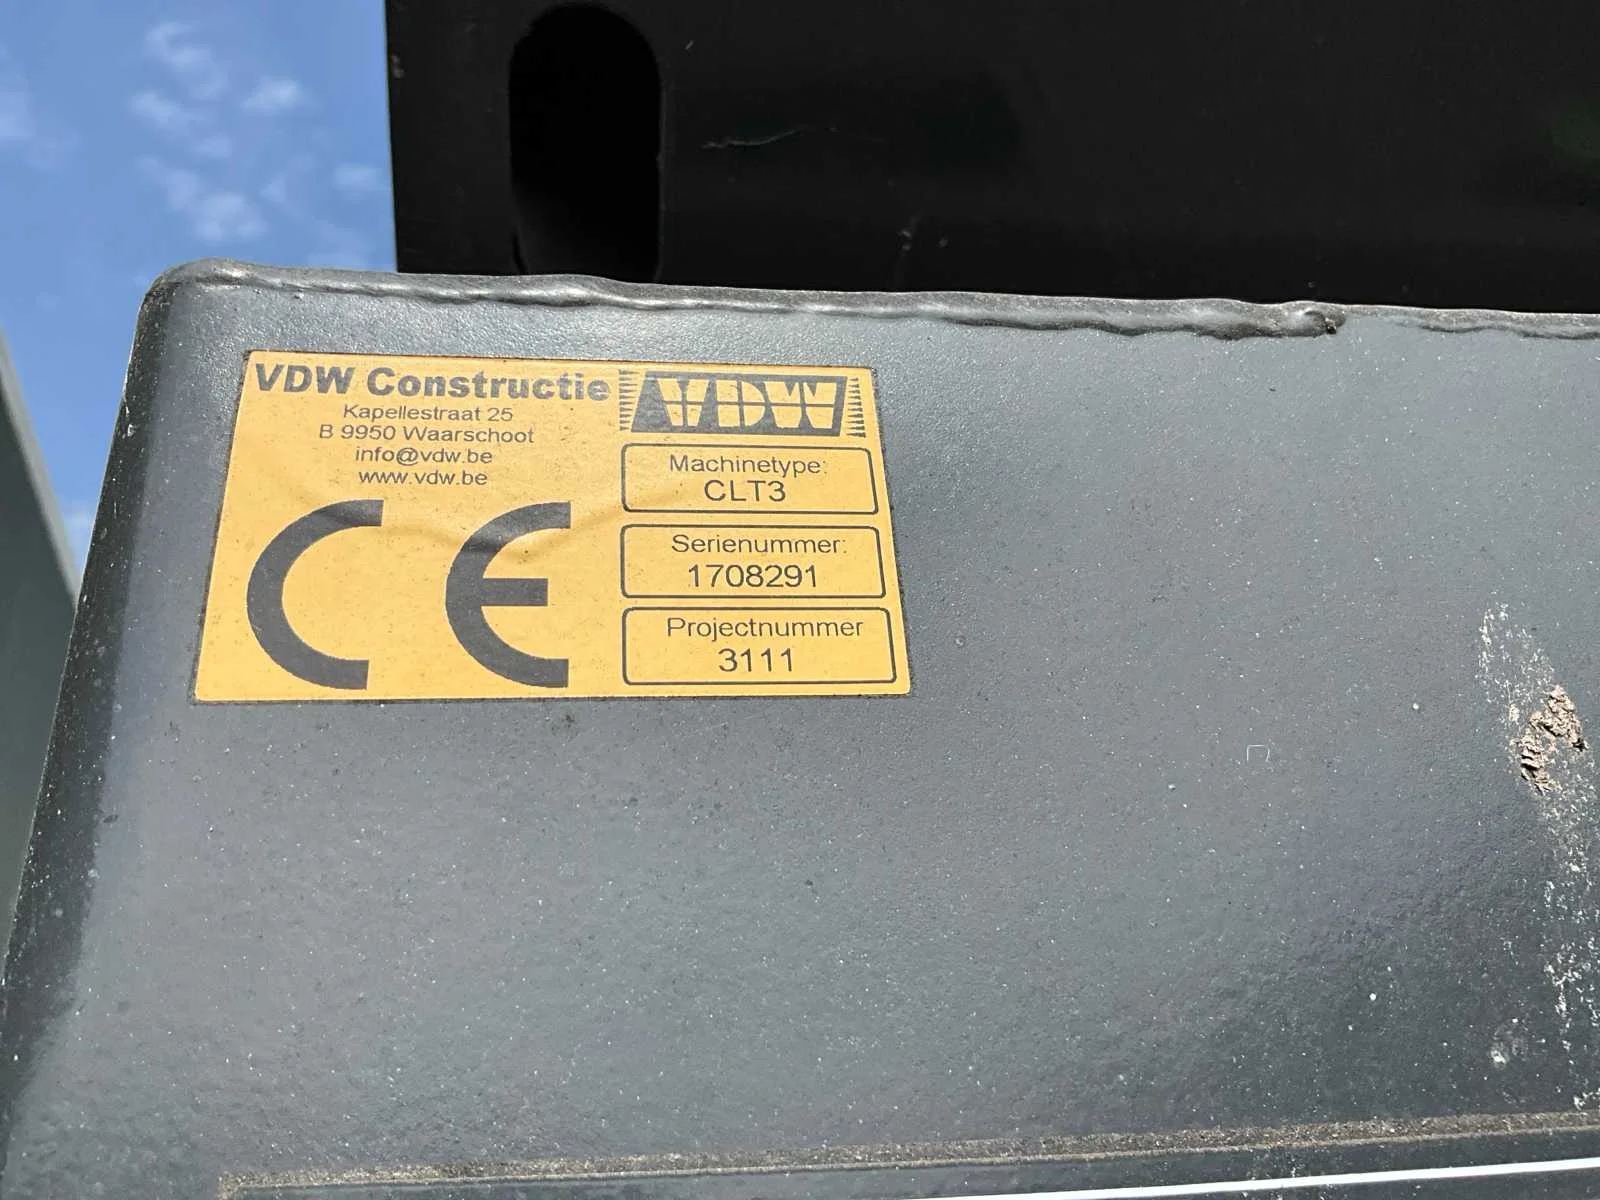 VDW Constructie
Kapellestraat 25
B 9950 Waarschoot
info@vdw.be
www.vdw.be
CE
VDW
Machinetype:
CLT3
Serienummer:
1708291
Projectnummer
3111